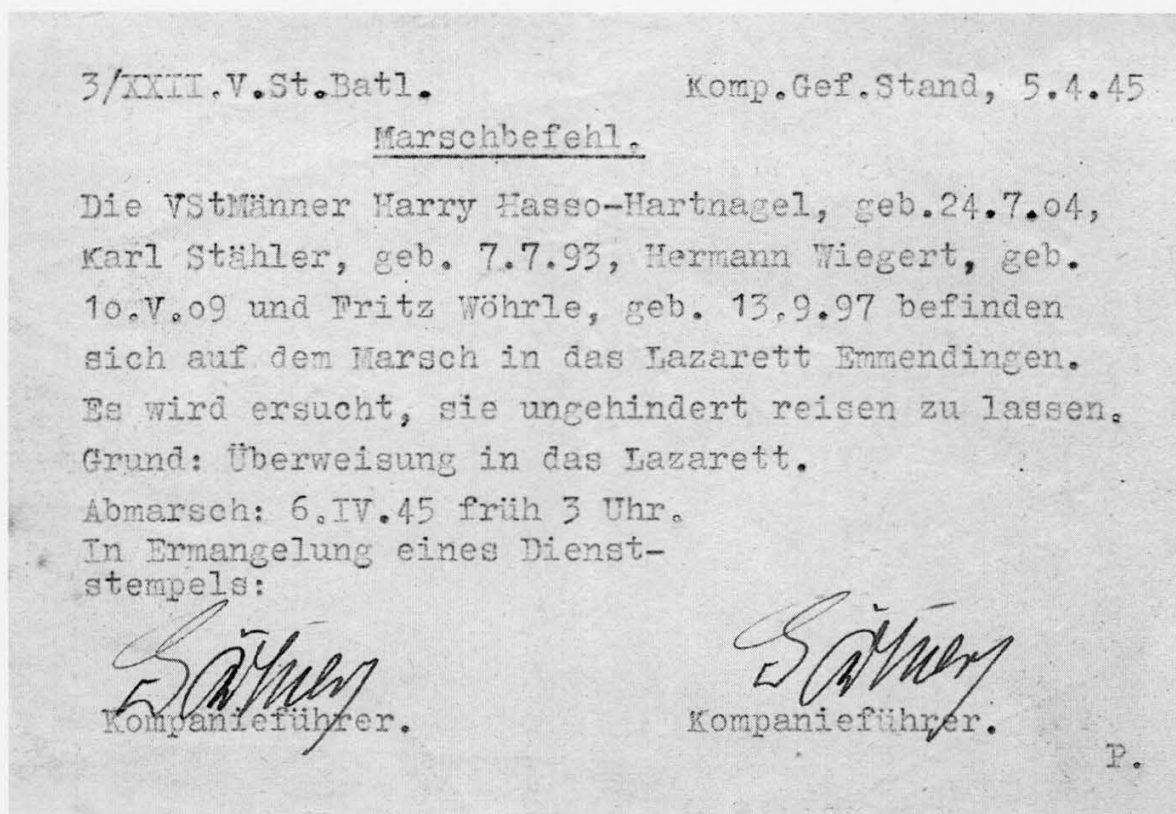 3/XXII.V.St.Batl. Komp.Gef.Stand, 5.4.45
Marschbefehl.
Die VStMänner Harry Hasso-Hartnagel, geb.24.7.o4,
Karl Stähler, geb. 7.7.93, Hermann Wiegert, geb.
1o.V.o9 und Fritz Wöhrle, geb. 13.9.97 befinden
sich auf dem Marsch in das Lazarett Emmendingen.
Es wird ersucht, sie ungehindert reisen zu lassen.
Grund: Überweisung in das Lazarett.
Abmarsch: 6.IV.45 früh 3 Uhr.
In Ermangelung eines Dienst-
stempels:
Kompanieführer. Kompanieführer.
P.